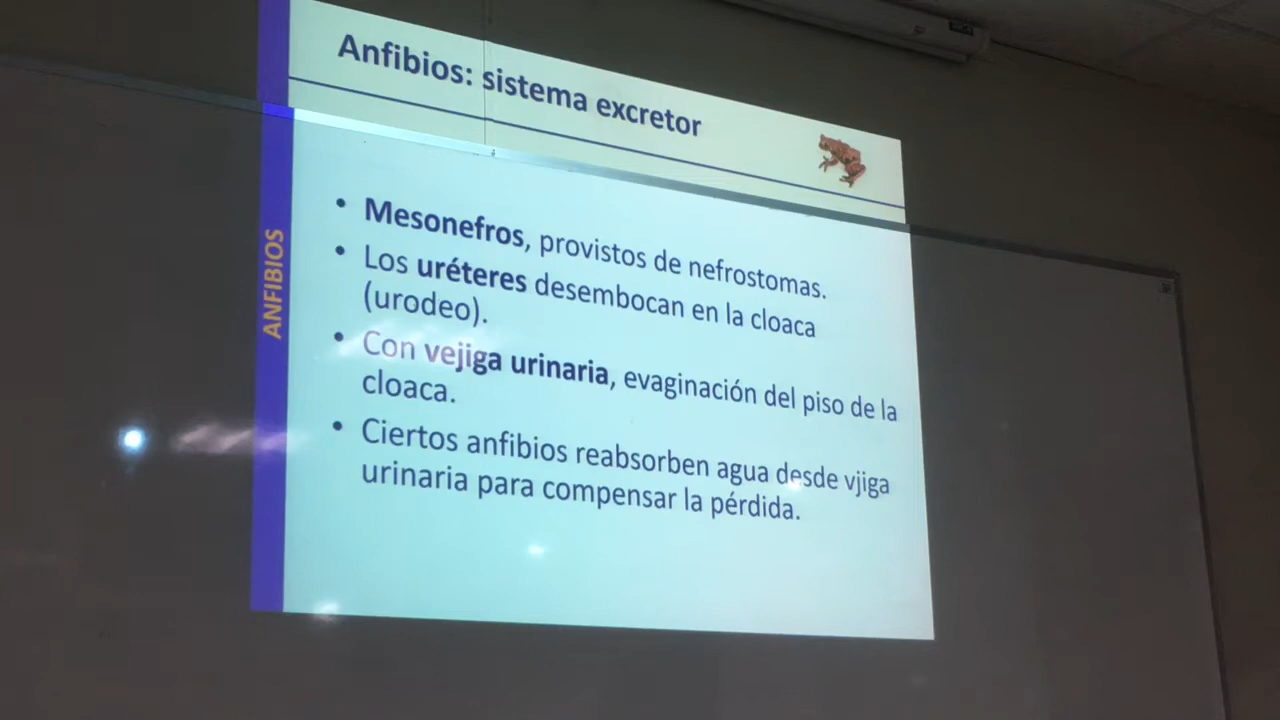 Anfibios: sistema excretor
ANFIBIOS
• Mesonefros, provistos de nefrostomas.
• Los uréteres desembocan en la cloaca
(urodeo).
• Con vejiga urinaria, evaginación del piso de la
cloaca.
• Ciertos anfibios reabsorben agua desde vjiga
urinaria para compensar la pérdida.